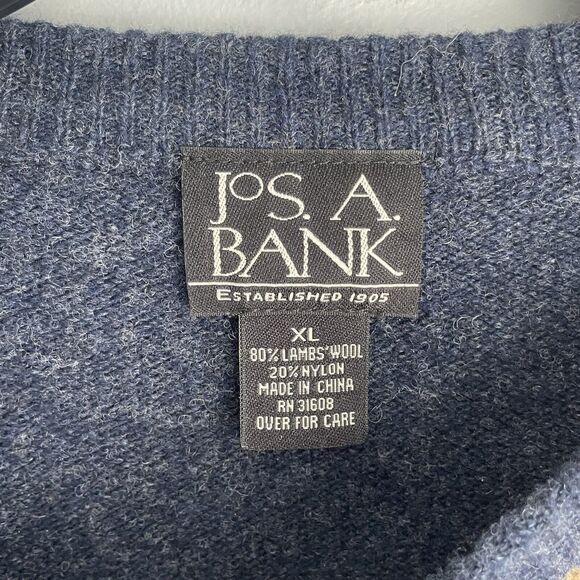 JOS. A.
BANK
ESTABLISHED 1905
XL
80% LAMBS' WOOL
20% NYLON
MADE IN CHINA
RN 31608
OVER FOR CARE